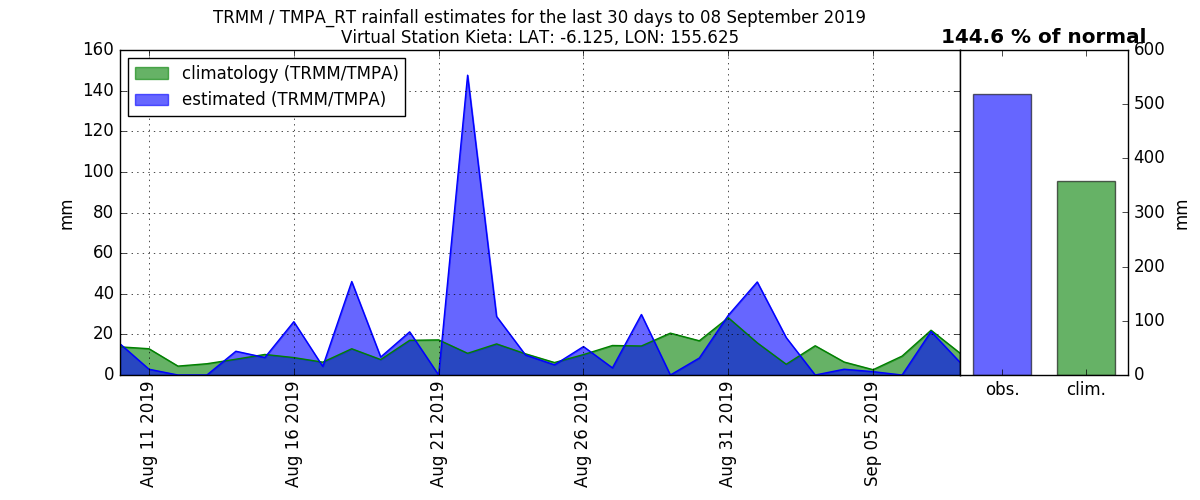 TRMM / TMPA_RT rainfall estimates for the last 30 days to 08 September 2019
Virtual Station Kieta: LAT: -6.125, LON: 155.625
144.6 % of normal
climatology (TRMM/TMPA)
estimated (TRMM/TMPA)
mm
160
140
120
100
80
60
40
20
0
Aug 11 2019
Aug 16 2019
Aug 21 2019
Aug 26 2019
Aug 31 2019
Sep 05 2019
obs.
clim.
600
500
400
300
200
100
0
mm